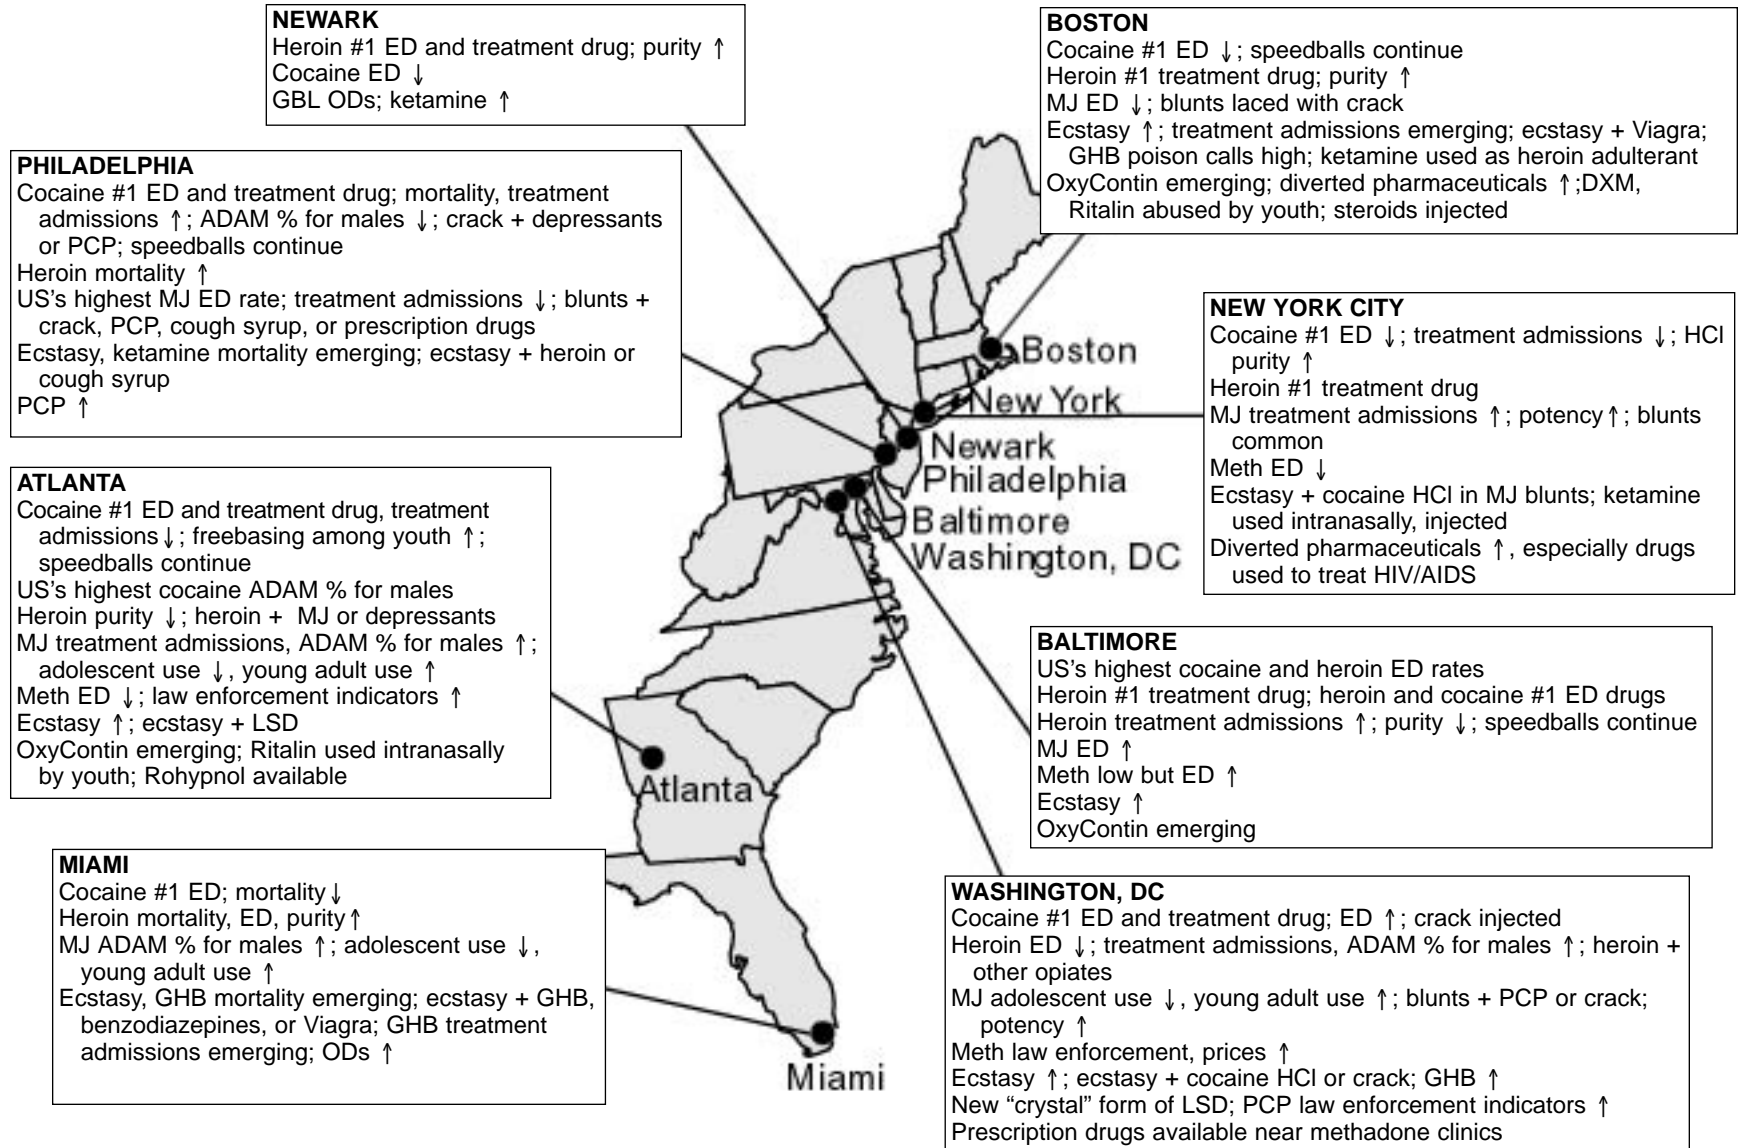 NEWARK
Heroin #1 ED and treatment drug; purity ↑
Cocaine ED ↓
GBL ODs; ketamine ↑
BOSTON
Cocaine #1 ED ↓; speedballs continue
Heroin #1 treatment drug; purity ↑
MJ ED ↓; blunts laced with crack
Ecstasy ↑; treatment admissions emerging; ecstasy + Viagra;
GHB poison calls high; ketamine used as heroin adulterant
OxyContin emerging; diverted pharmaceuticals ↑;DXM,
Ritalin abused by youth; steroids injected
PHILADELPHIA
Cocaine #1 ED and treatment drug; mortality, treatment
admissions ↑; ADAM % for males ↓; crack + depressants
or PCP; speedballs continue
Heroin mortality ↑
US's highest MJ ED rate; treatment admissions ↓; blunts +
crack, PCP, cough syrup, or prescription drugs
Ecstasy, ketamine mortality emerging; ecstasy + heroin or
cough syrup
PCP ↑
NEW YORK CITY
Cocaine #1 ED ↓; treatment admissions ↓; HCl
purity ↑
Heroin #1 treatment drug
MJ treatment admissions ↑; potency↑; blunts
common
Meth ED ↓
Ecstasy + cocaine HCl in MJ blunts; ketamine
used intranasally, injected
Diverted pharmaceuticals ↑, especially drugs
used to treat HIV/AIDS
Boston
New York
Newark
Philadelphia
Baltimore
Washington, DC
Atlanta
Miami
ATLANTA
Cocaine #1 ED and treatment drug, treatment
admissions↓; freebasing among youth ↑;
speedballs continue
US's highest cocaine ADAM % for males
Heroin purity ↓; heroin + MJ or depressants
MJ treatment admissions, ADAM % for males ↑;
adolescent use ↓, young adult use ↑
Meth ED ↓; law enforcement indicators ↑
Ecstasy ↑; ecstasy + LSD
OxyContin emerging; Ritalin used intranasally
by youth; Rohypnol available
BALTIMORE
US's highest cocaine and heroin ED rates
Heroin #1 treatment drug; heroin and cocaine #1 ED drugs
Heroin treatment admissions ↑; purity ↓; speedballs continue
MJ ED ↑
Meth low but ED ↑
Ecstasy ↑
OxyContin emerging
MIAMI
Cocaine #1 ED; mortality↓
Heroin mortality, ED, purity↑
MJ ADAM % for males ↑; adolescent use ↓,
young adult use ↑
Ecstasy, GHB mortality emerging; ecstasy + GHB,
benzodiazepines, or Viagra; GHB treatment
admissions emerging; ODs ↑
WASHINGTON, DC
Cocaine #1 ED and treatment drug; ED ↑; crack injected
Heroin ED ↓; treatment admissions, ADAM % for males ↑; heroin +
other opiates
MJ adolescent use ↓, young adult use ↑; blunts + PCP or crack;
potency ↑
Meth law enforcement, prices ↑
Ecstasy ↑; ecstasy + cocaine HCl or crack; GHB ↑
New “crystal” form of LSD; PCP law enforcement indicators ↑
Prescription drugs available near methadone clinics